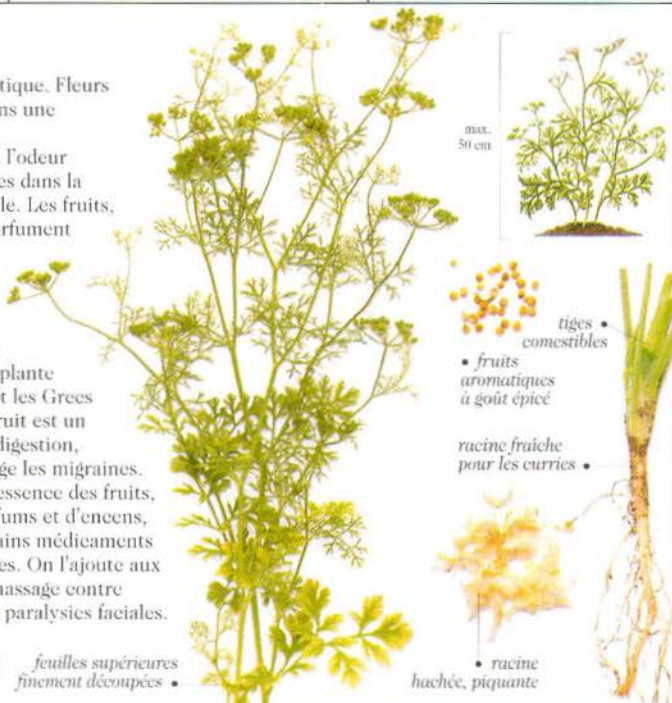 tique. Fleurs
ns une
l'odeur
es dans la
le. Les fruits,
rfument
plante
t les Grecs
ruit est un
digestion,
ge les migraines.
essence des fruits,
fums et d'encens,
ains médicaments
es. On l'ajoute aux
massage contre
paralysies faciales.
feuilles supérieures
finement découpées •
max.
50 cm
tiges •
comestibles
• fruits
aromatiques
à goût épicé
racine fraîche
pour les curries •
• racine
hachée, piquante